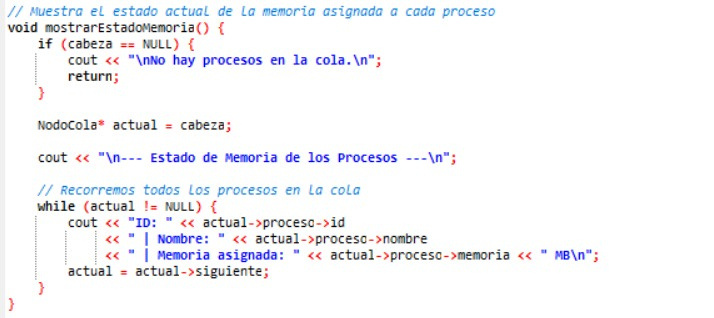 // Muestra el estado actual de la memoria asignada a cada proceso
void mostrarEstadoMemoria() {
    if (cabeza == NULL) {
        cout << "\nNo hay procesos en la cola.\n";
        return;
    }

    NodoCola* actual = cabeza;

    cout << "\n--- Estado de Memoria de los Procesos ---\n";

    // Recorremos todos los procesos en la cola
    while (actual != NULL) {
        cout << "ID: " << actual->proceso->id
             << " | Nombre: " << actual->proceso->nombre
             << " | Memoria asignada: " << actual->proceso->memoria << " MB\n";
        actual = actual->siguiente;
    }
}